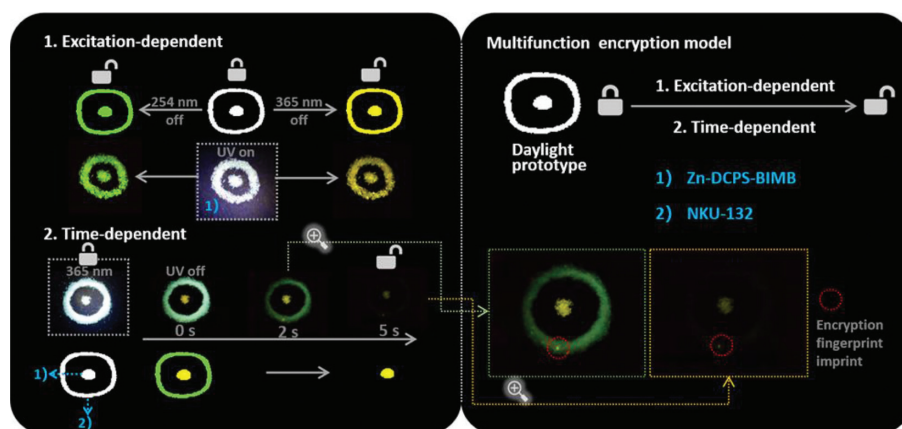 1. Excitation-dependent
254 nm
off
365 nm
off
UV on
1)
2. Time-dependent
365 nm
UV off
0 s
2 s
5 s
1)
2)
Multifunction encryption model
1. Excitation-dependent
2. Time-dependent
Daylight
prototype
1) Zn-DCPS-BIMB
2) NKU-132
Encryption
fingerprint
imprint